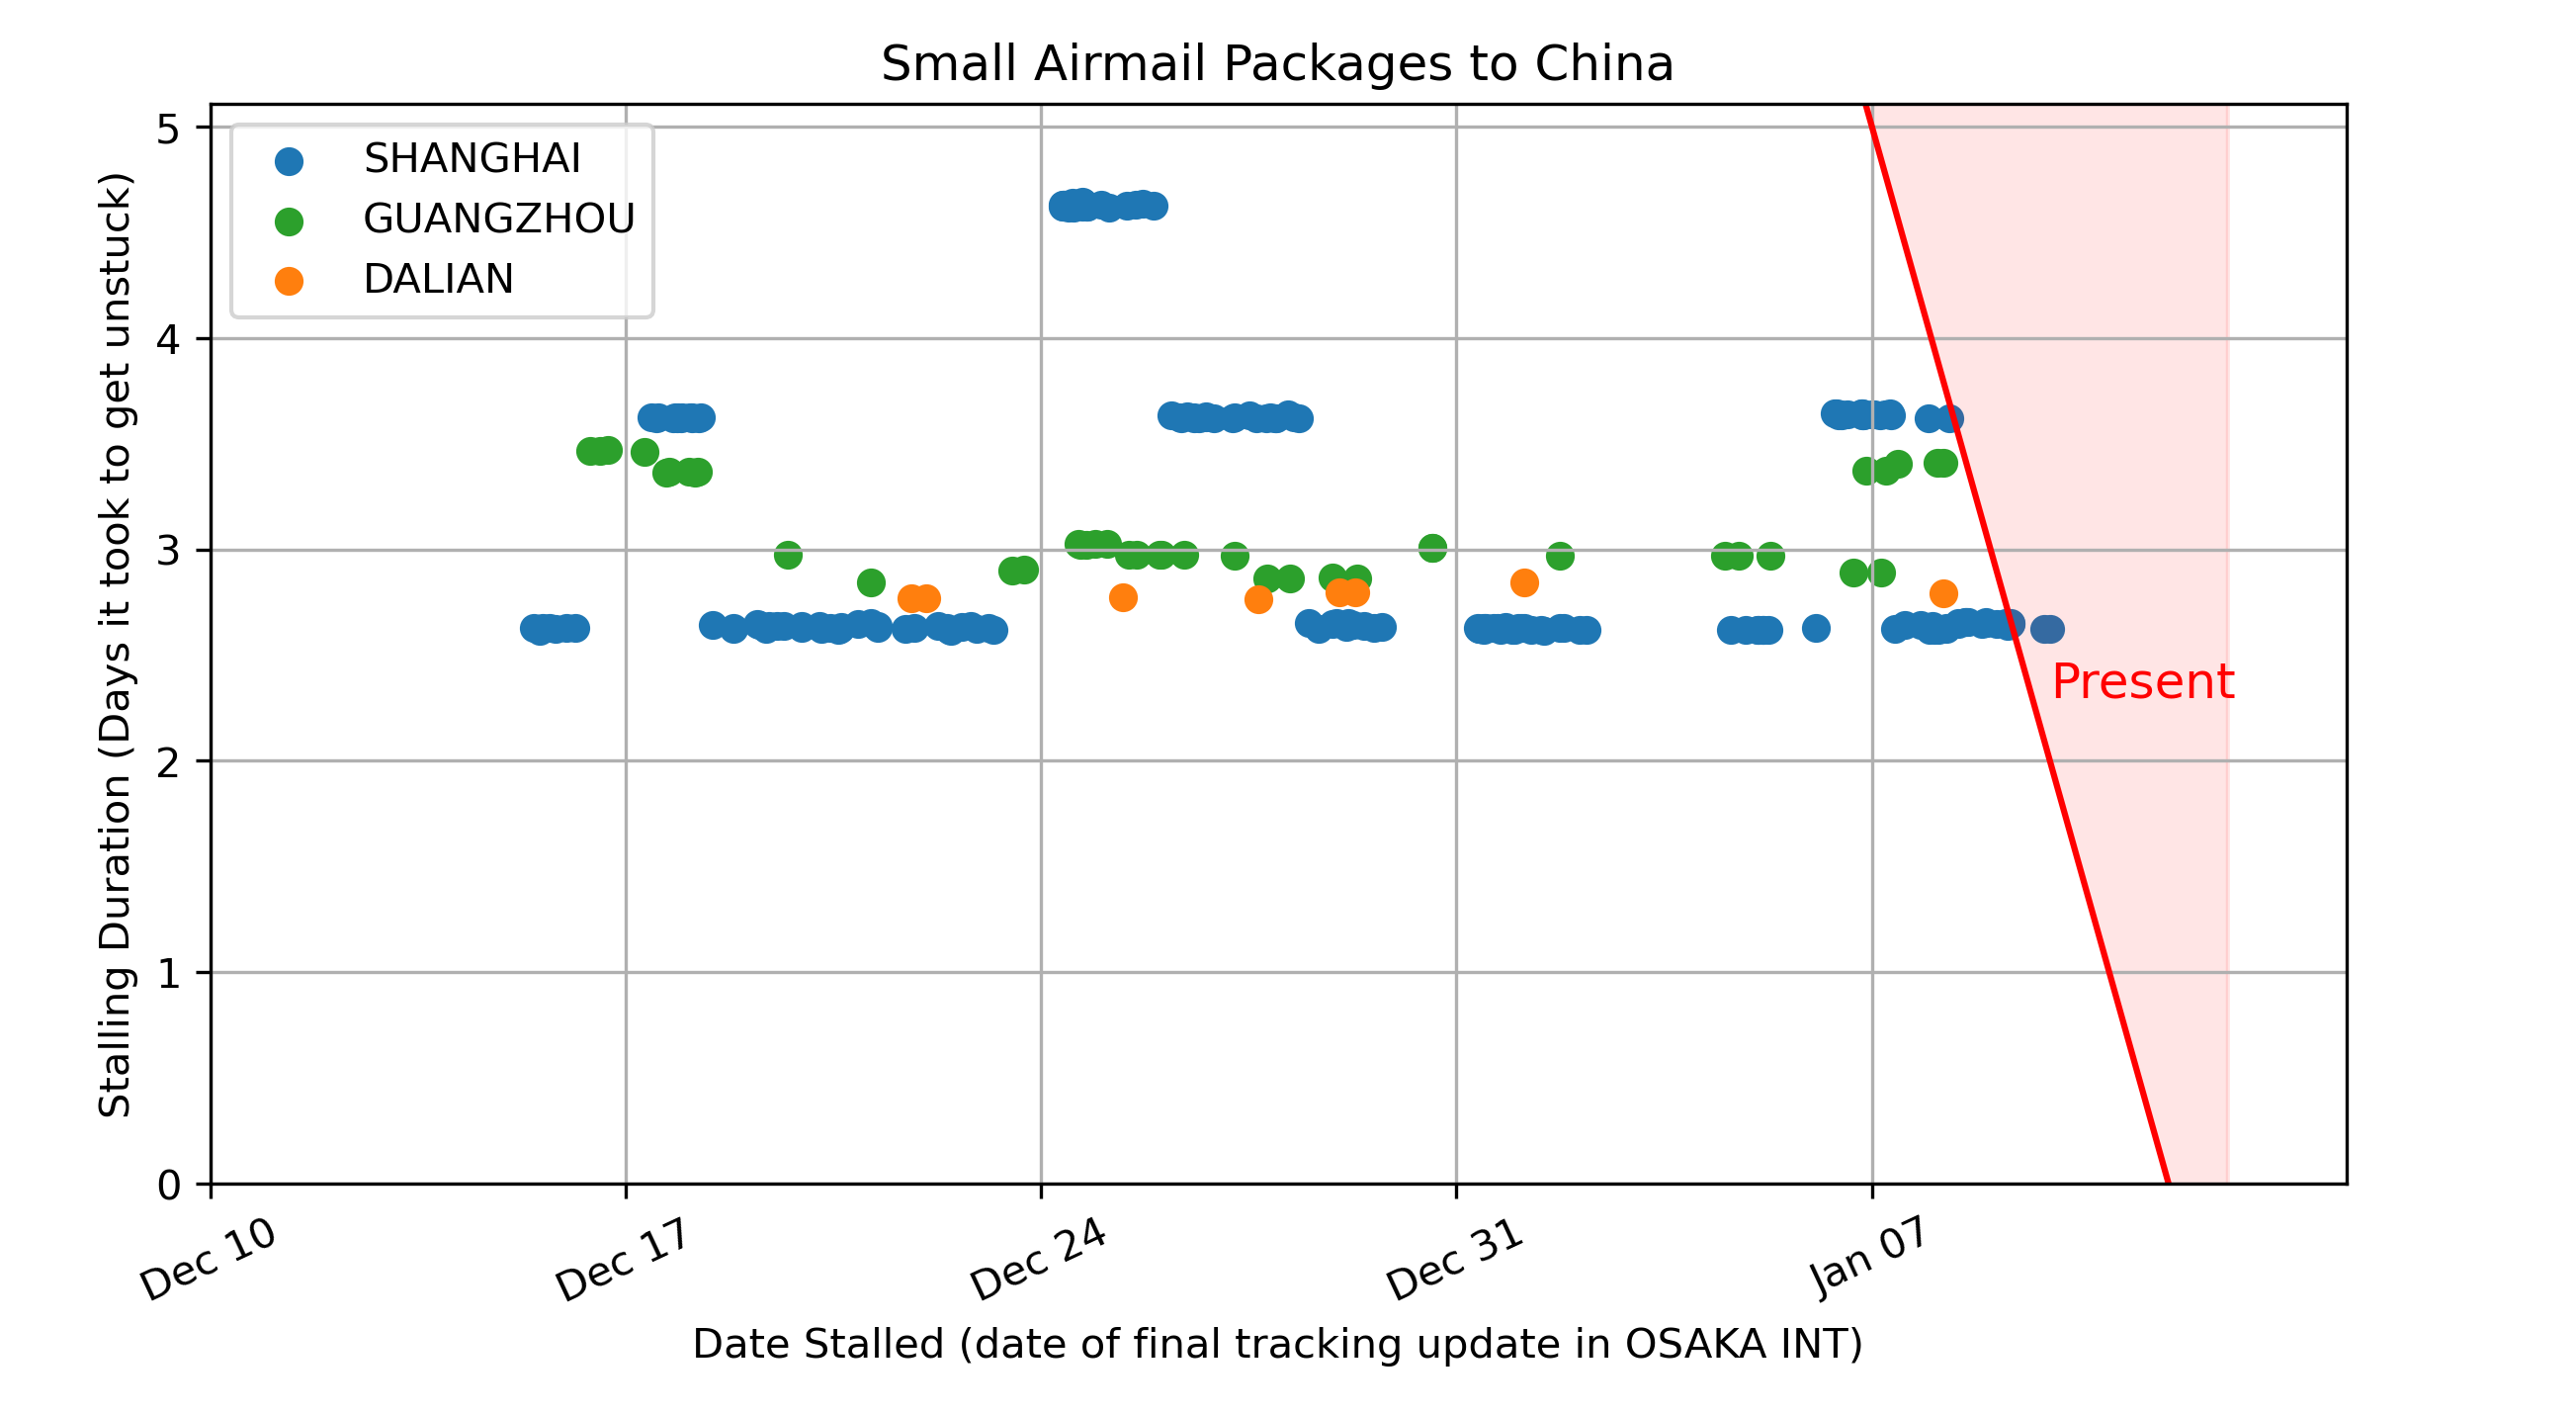 Small Airmail Packages to China
SHANGHAI
GUANGZHOU
DALIAN
Stalling Duration (Days it took to get unstuck)
5
4
3
2
1
0
Present
Dec 10
Dec 17
Dec 24
Dec 31
Jan 07
Date Stalled (date of final tracking update in OSAKA INT)